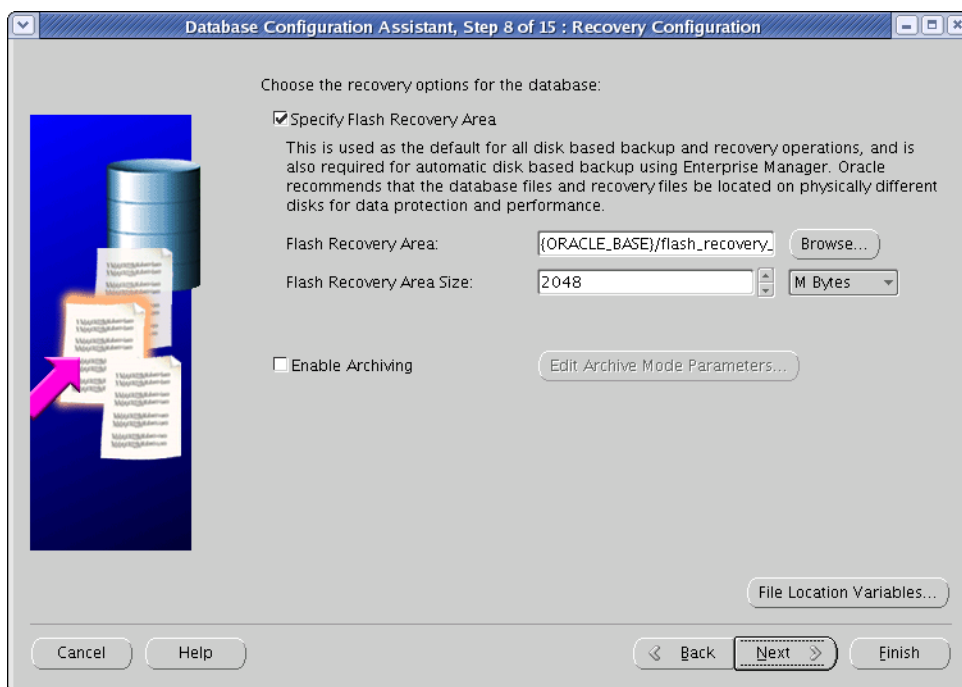 Database Configuration Assistant, Step 8 of 15 : Recovery Configuration
Choose the recovery options for the database:
Specify Flash Recovery Area
This is used as the default for all disk based backup and recovery operations, and is
also required for automatic disk based backup using Enterprise Manager. Oracle
recommends that the database files and recovery files be located on physically different
disks for data protection and performance.
Flash Recovery Area: {ORACLE_BASE}/flash_recovery_ Browse...
Flash Recovery Area Size: 2048 M Bytes
Enable Archiving Edit Archive Mode Parameters...
File Location Variables...
Cancel Help Back Next Finish